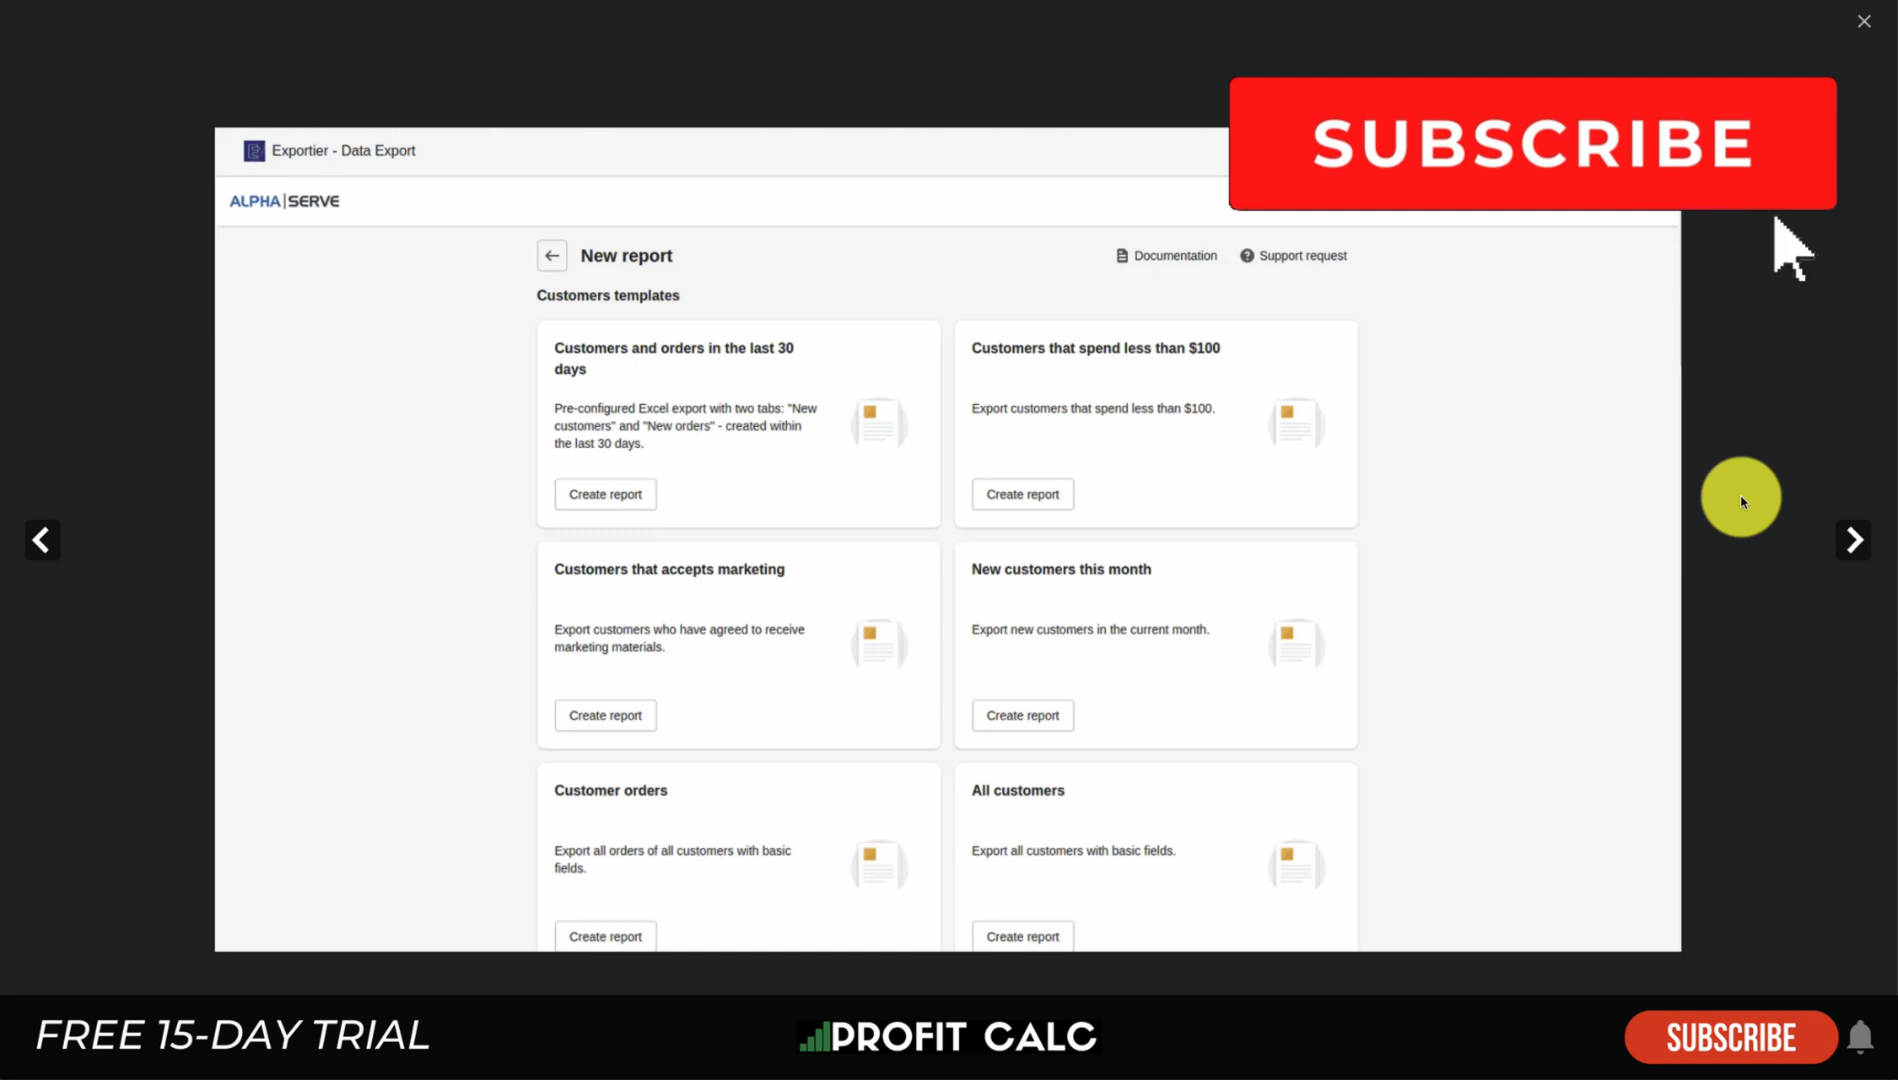 SUBSCRIBE
Exportier - Data Export
ALPHA|SERVE
New report
Documentation
Support request
Customers templates
Customers and orders in the last 30
days
Pre-configured Excel export with two tabs: "New
customers" and "New orders" - created within
the last 30 days.
Create report
Customers that spend less than $100
Export customers that spend less than $100.
Create report
Customers that accepts marketing
Export customers who have agreed to receive
marketing materials.
Create report
New customers this month
Export new customers in the current month.
Create report
Customer orders
Export all orders of all customers with basic
fields.
Create report
All customers
Export all customers with basic fields.
Create report
FREE 15-DAY TRIAL
PROFIT CALC
SUBSCRIBE